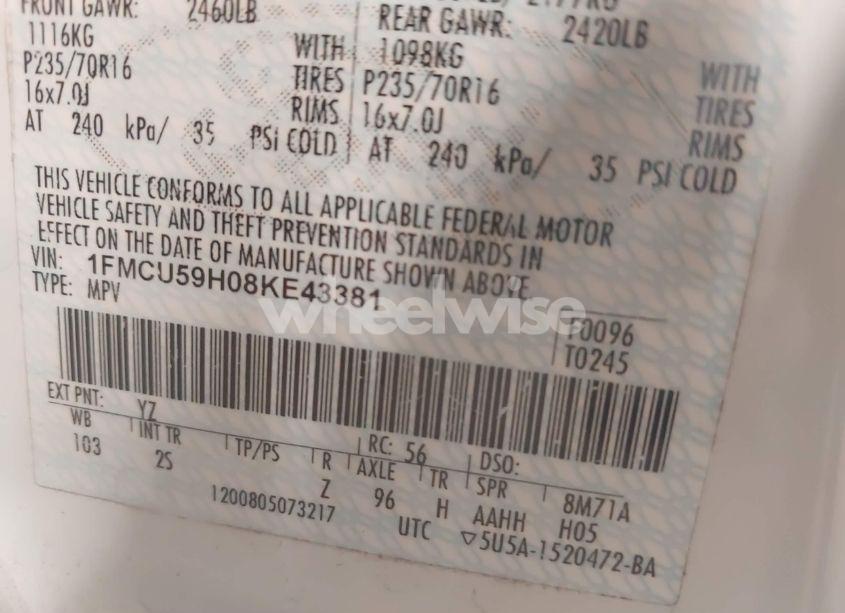 FRONT GAWR: 2460LB
1116KG WITH
P235/70R16 TIRES
16x7.0J RIMS
AT 240 kPa/ 35 PSi COLD
REAR GAWR: 2420LB
1098KG WITH
P235/70R16 TIRES
16x7.0J RIMS
AT 240 kPa/ 35 PSI COLD
THIS VEHICLE CONFORMS TO ALL APPLICABLE FEDERAL MOTOR
VEHICLE SAFETY AND THEFT PREVENTION STANDARDS IN
EFFECT ON THE DATE OF MANUFACTURE SHOWN ABOVE
VIN: 1FMCU59H08KE43381
TYPE: MPV
wheelwise
F0096
T0245
EXT PNT: YZ RC: 56 DSO:
WB INT TR TP/PS R AXLE TR SPR 8M71A
103 2S Z 96 H AAHH H05
1200805073217 UTC ▽5U5A-1520472-BA